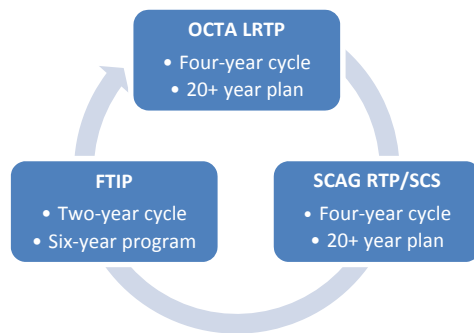 OCTA LRTP
• Four-year cycle
• 20+ year plan
FTIP
• Two-year cycle
• Six-year program
SCAG RTP/SCS
• Four-year cycle
• 20+ year plan